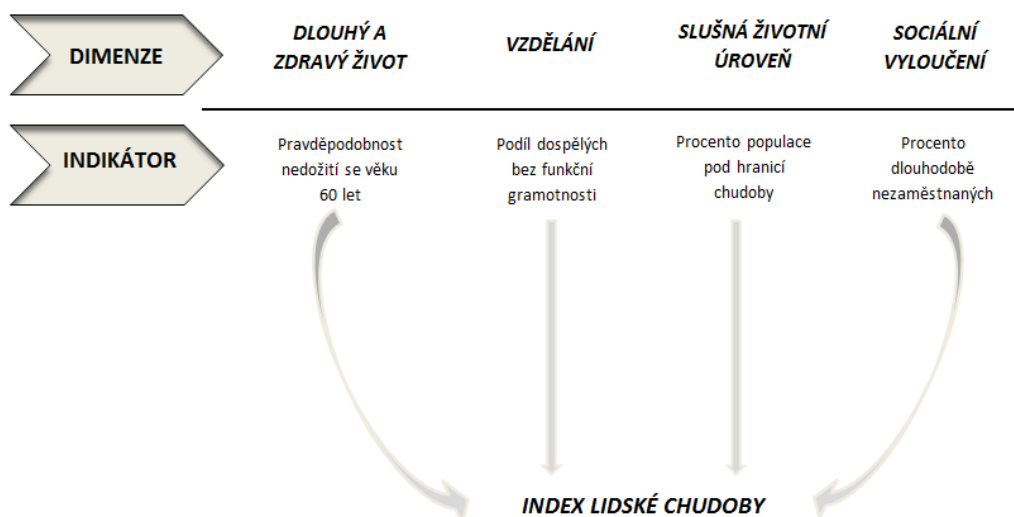 DIMENZE
DLOUHÝ A
ZDRAVÝ ŽIVOT
VZDĚLÁNÍ
SLUŠNÁ ŽIVOTNÍ
ÚROVEŇ
SOCIÁLNÍ
VYLOUČENÍ
INDIKÁTOR
Pravděpodobnost
nedožití se věku
60 let
Podíl dospělých
bez funkční
gramotnosti
Procento populace
pod hranicí
chudoby
Procento
dlouhodobě
nezaměstnaných
INDEX LIDSKÉ CHUDOBY